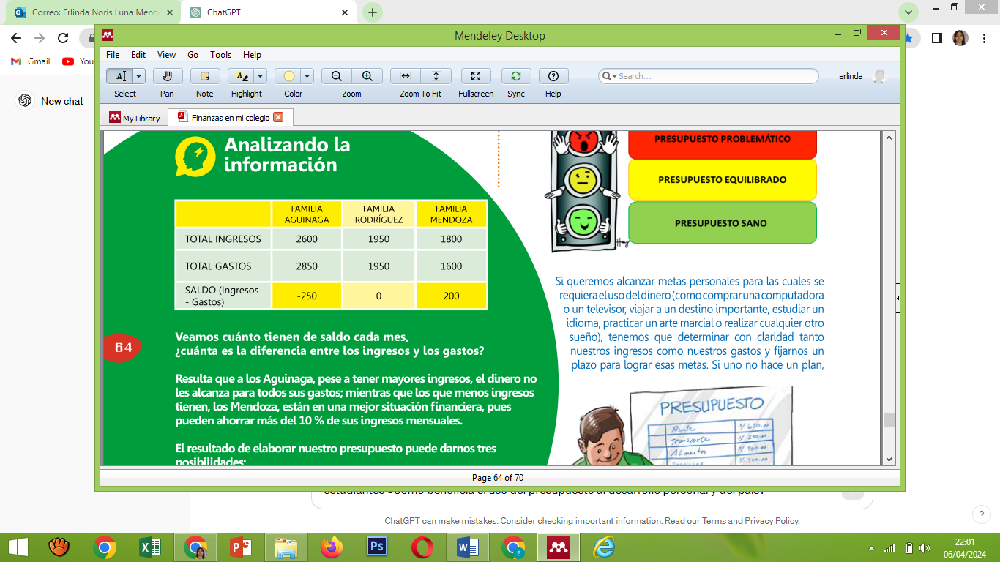 Correo: Erlinda Noris Luna Mend
ChatGPT
Gmail
You
New chat
Mendeley Desktop
File Edit View Go Tools Help
Search...
erlinda
Select Pan Note Highlight Color Zoom Zoom To Fit Fullscreen Sync Help
My Library
Finanzas en mi colegio
Analizando la
información
FAMILIA AGUINAGA FAMILIA RODRÍGUEZ FAMILIA MENDOZA
TOTAL INGRESOS 2600 1950 1800
TOTAL GASTOS 2850 1950 1600
SALDO (Ingresos - Gastos) -250 0 200
64
Veamos cuánto tienen de saldo cada mes,
¿cuánta es la diferencia entre los ingresos y los gastos?
Resulta que a los Aguinaga, pese a tener mayores ingresos, el dinero no
les alcanza para todos sus gastos; mientras que los que menos ingresos
tienen, los Mendoza, están en una mejor situación financiera, pues
pueden ahorrar más del 10 % de sus ingresos mensuales.
El resultado de elaborar nuestro presupuesto puede darnos tres
posibilidades:
PRESUPUESTO PROBLEMÁTICO
PRESUPUESTO EQUILIBRADO
PRESUPUESTO SANO
Si queremos alcanzar metas personales para las cuales se
requiera el uso del dinero (como comprar una computadora
o un televisor, viajar a un destino importante, estudiar un
idioma, practicar un arte marcial o realizar cualquier otro
sueño), tenemos que determinar con claridad tanto
nuestros ingresos como nuestros gastos y fijarnos un
plazo para lograr esas metas. Si uno no hace un plan,
PRESUPUESTO
Renta S/ 650.00
Transporte S/ 200.00
Alimentos S/ 900.00
S/ 300.00
Page 64 of 70
estudiantes ¿Cómo beneficia el uso del presupuesto al desarrollo personal y del país?
ChatGPT can make mistakes. Consider checking important information. Read our Terms and Privacy Policy.
22:01
06/04/2024